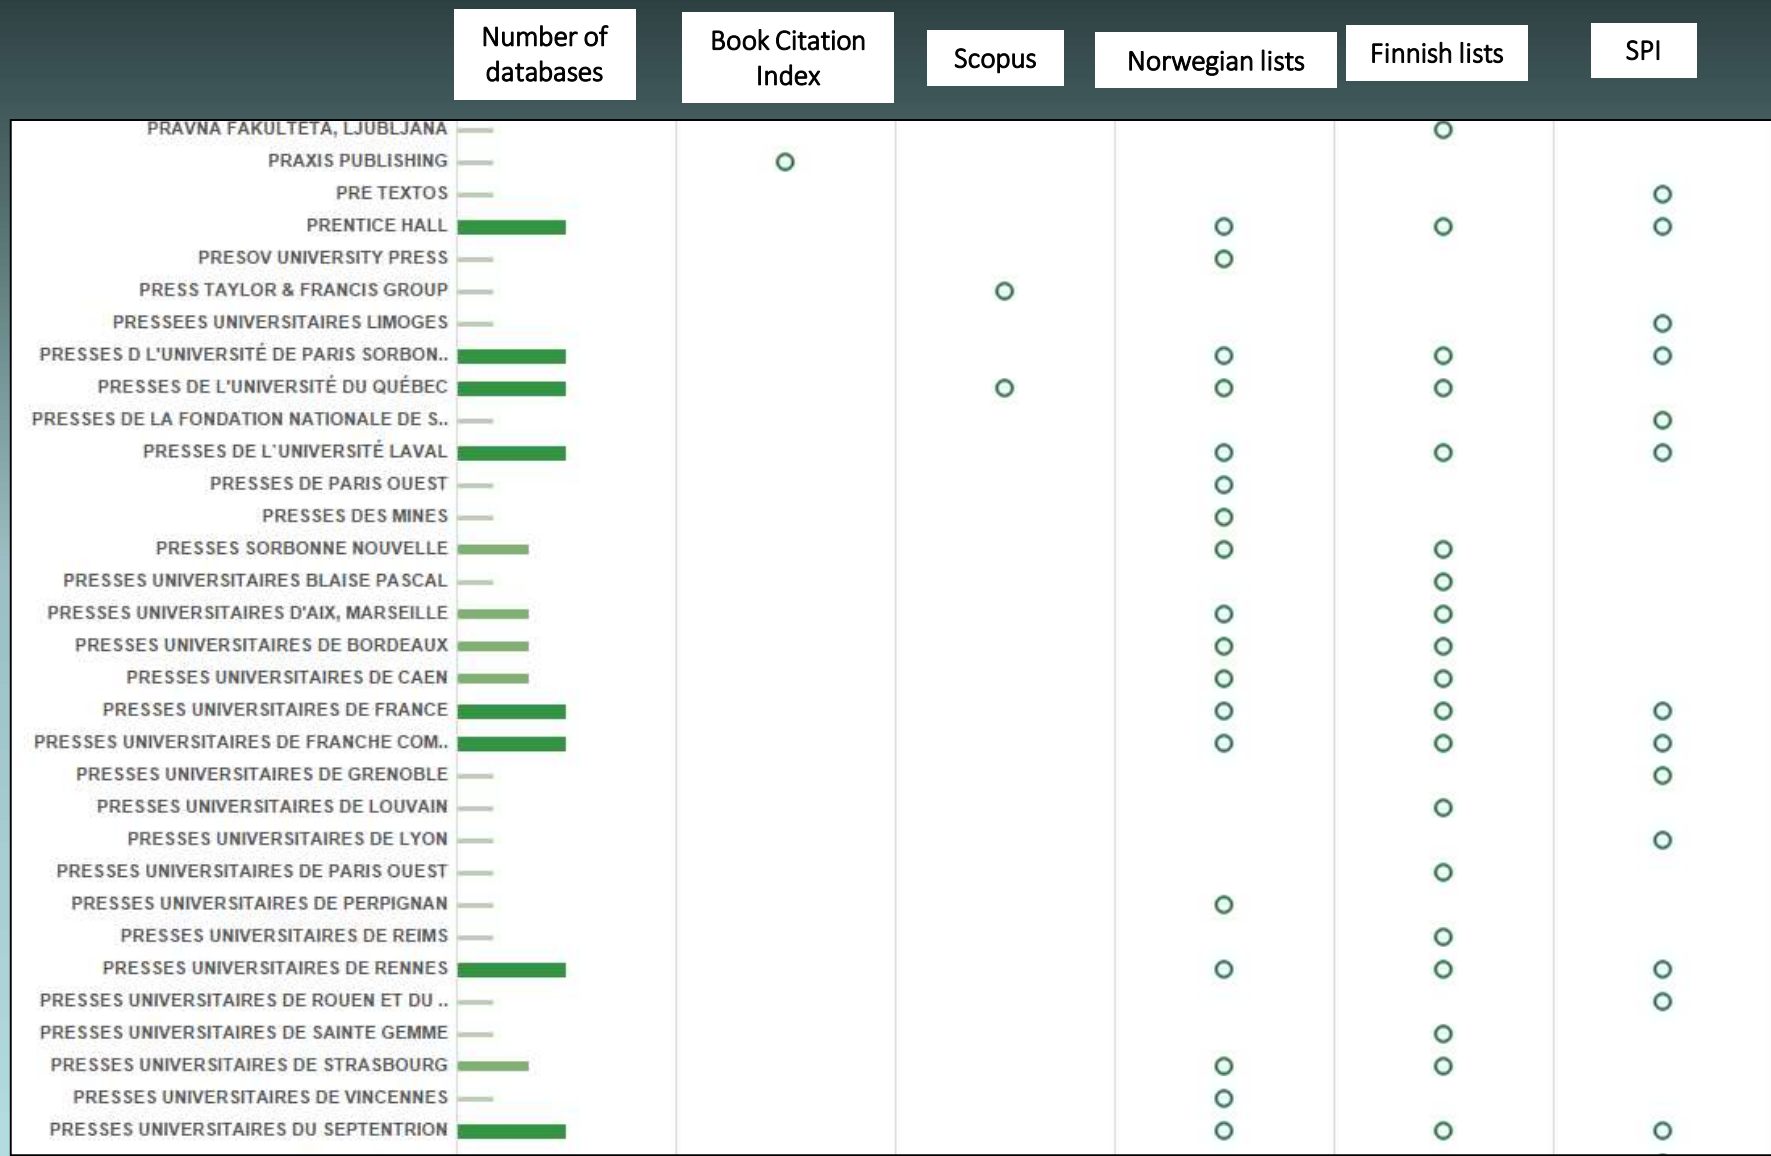 Number of
databases
Book Citation
Index
Scopus
Norwegian lists
Finnish lists
SPI
PRAVNA FAKULTETA, LJUBLJANA
PRAXIS PUBLISHING
PRE TEXTOS
PRENTICE HALL
PRESOV UNIVERSITY PRESS
PRESS TAYLOR & FRANCIS GROUP
PRESSEES UNIVERSITAIRES LIMOGES
PRESSES D L'UNIVERSITÉ DE PARIS SORBON..
PRESSES DE L'UNIVERSITÉ DU QUÉBEC
PRESSES DE LA FONDATION NATIONALE DE S..
PRESSES DE L`UNIVERSITÉ LAVAL
PRESSES DE PARIS OUEST
PRESSES DES MINES
PRESSES SORBONNE NOUVELLE
PRESSES UNIVERSITAIRES BLAISE PASCAL
PRESSES UNIVERSITAIRES D'AIX, MARSEILLE
PRESSES UNIVERSITAIRES DE BORDEAUX
PRESSES UNIVERSITAIRES DE CAEN
PRESSES UNIVERSITAIRES DE FRANCE
PRESSES UNIVERSITAIRES DE FRANCHE COM..
PRESSES UNIVERSITAIRES DE GRENOBLE
PRESSES UNIVERSITAIRES DE LOUVAIN
PRESSES UNIVERSITAIRES DE LYON
PRESSES UNIVERSITAIRES DE PARIS OUEST
PRESSES UNIVERSITAIRES DE PERPIGNAN
PRESSES UNIVERSITAIRES DE REIMS
PRESSES UNIVERSITAIRES DE RENNES
PRESSES UNIVERSITAIRES DE ROUEN ET DU ..
PRESSES UNIVERSITAIRES DE SAINTE GEMME
PRESSES UNIVERSITAIRES DE STRASBOURG
PRESSES UNIVERSITAIRES DE VINCENNES
PRESSES UNIVERSITAIRES DU SEPTENTRION